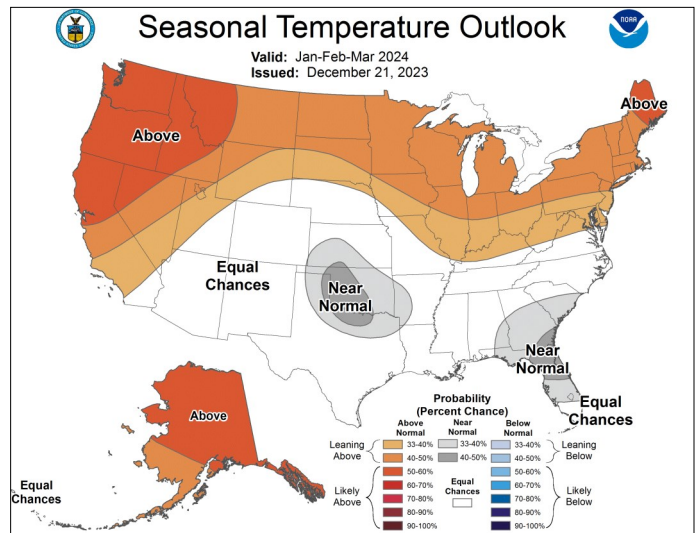 Seasonal Temperature Outlook
NOAA
Valid: Jan-Feb-Mar 2024
Issued: December 21, 2023
Above
Above
Equal
Chances
Near
Normal
Near
Normal
Equal
Chances
Above
Equal
Chances
Probability
(Percent Chance)
Above
Normal
Near
Normal
Below
Normal
Leaning
Above
33-40%
33-40%
33-40%
Leaning
Below
40-50%
40-50%
40-50%
Likely
Above
50-60%
50-60%
Likely
Below
60-70%
60-70%
70-80%
70-80%
80-90%
80-90%
90-100%
90-100%
Equal
Chances